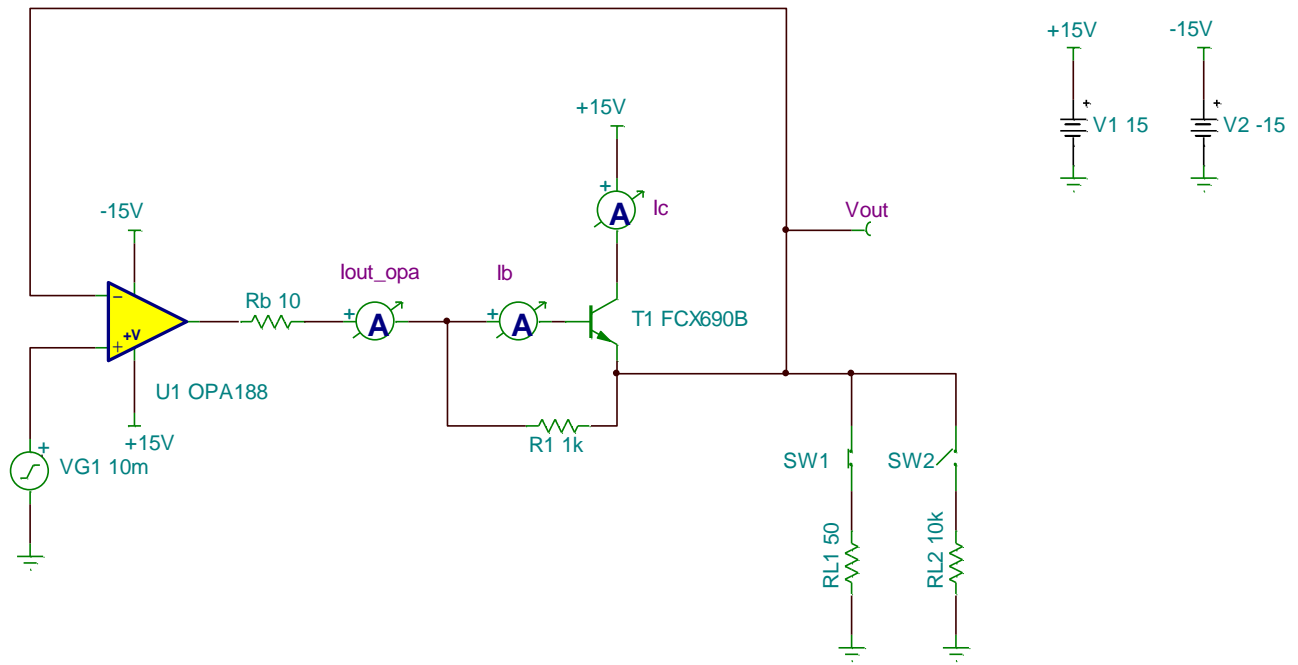 +15V
-15V
V1 15
V2 -15
+15V
A
Ic
Vout
-15V
Iout_opa
Ib
Rb 10
A
A
T1 FCX690B
+V
U1 OPA188
+15V
R1 1k
VG1 10m
SW1
SW2
RL1 50
RL2 10k